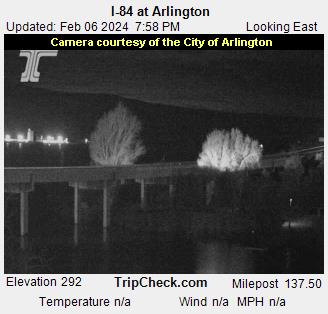 I-84 at Arlington
Updated: Feb 06 2024 7:58 PM Looking East
Camera courtesy of the City of Arlington
Elevation 292 TripCheck.com Milepost 137.50
Temperature n/a Wind n/a MPH n/a